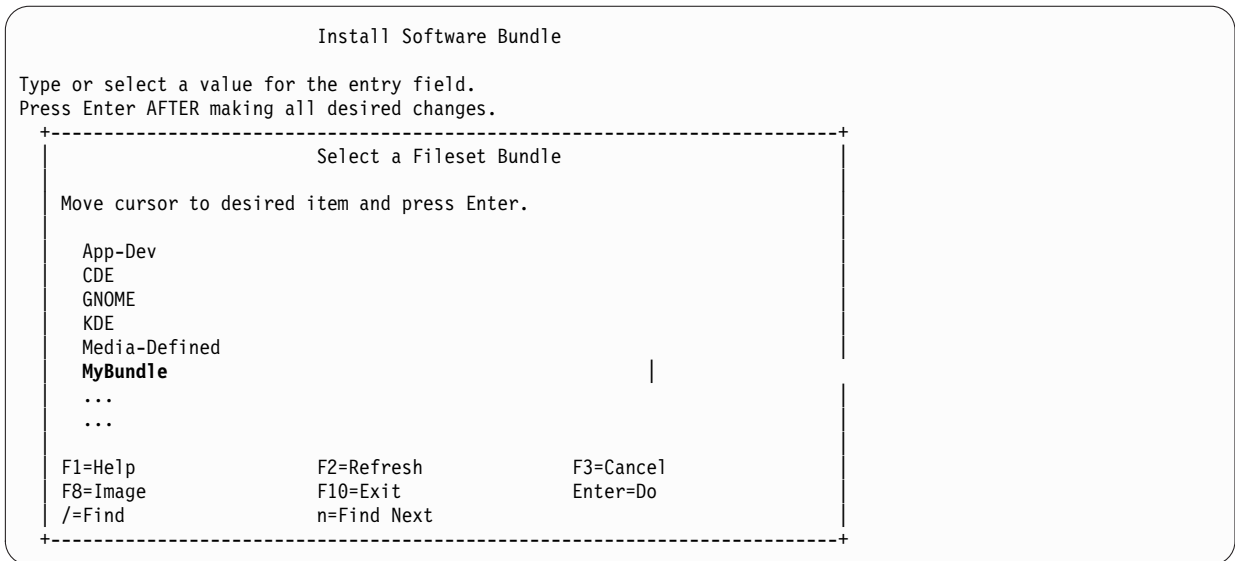 Install Software Bundle
Type or select a value for the entry field.
Press Enter AFTER making all desired changes.
+--------------------------------------------------------------------------+
| Select a Fileset Bundle |
| |
| Move cursor to desired item and press Enter. |
| |
| App-Dev |
| CDE |
| GNOME |
| KDE |
| Media-Defined |
| MyBundle |
| ... |
| ... |
| |
| F1=Help F2=Refresh F3=Cancel |
| F8=Image F10=Exit Enter=Do |
| /=Find n=Find Next |
+--------------------------------------------------------------------------+